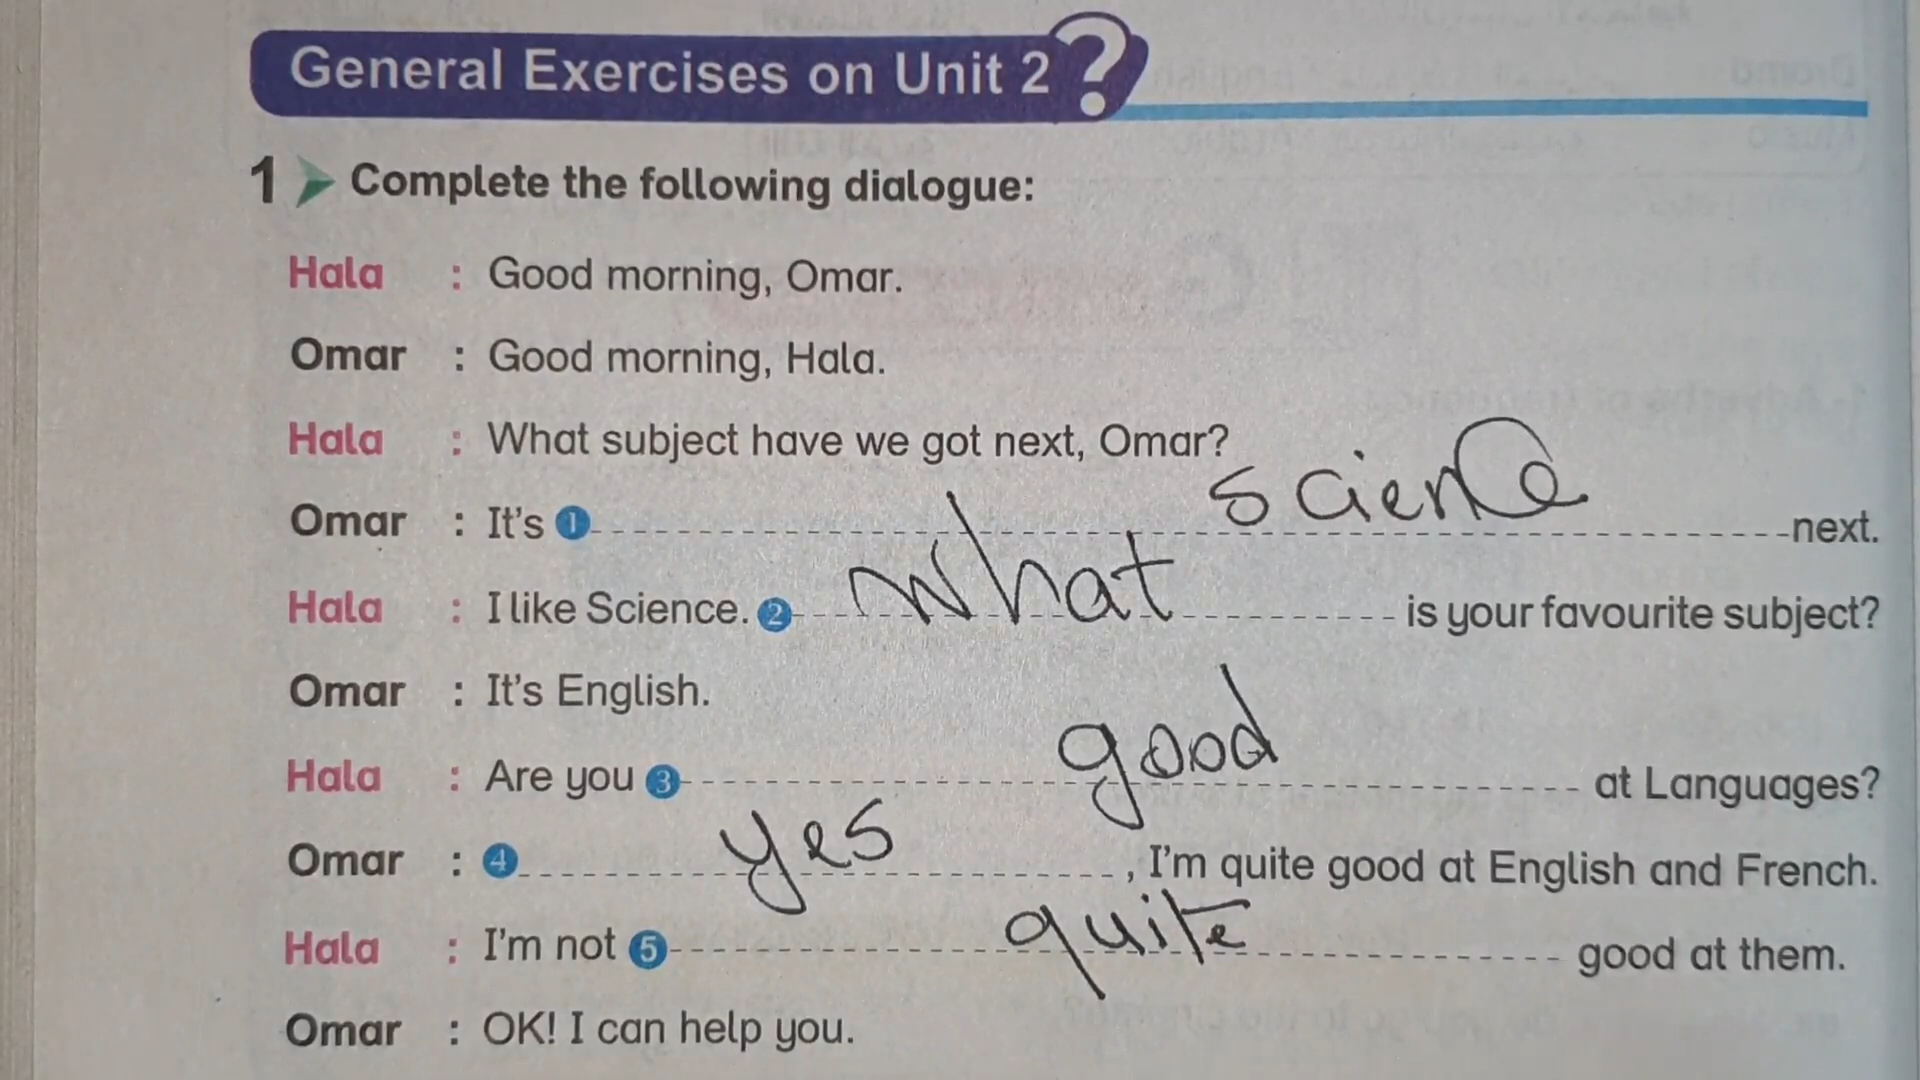 General Exercises on Unit 2 ?
1 Complete the following dialogue:
Hala : Good morning, Omar.
Omar : Good morning, Hala.
Hala : What subject have we got next, Omar?
Omar : It's 1 science next.
Hala : I like Science. 2 what is your favourite subject?
Omar : It's English.
Hala : Are you 3 good at Languages?
Omar : 4 yes , I'm quite good at English and French.
Hala : I'm not 5 quite good at them.
Omar : OK! I can help you.